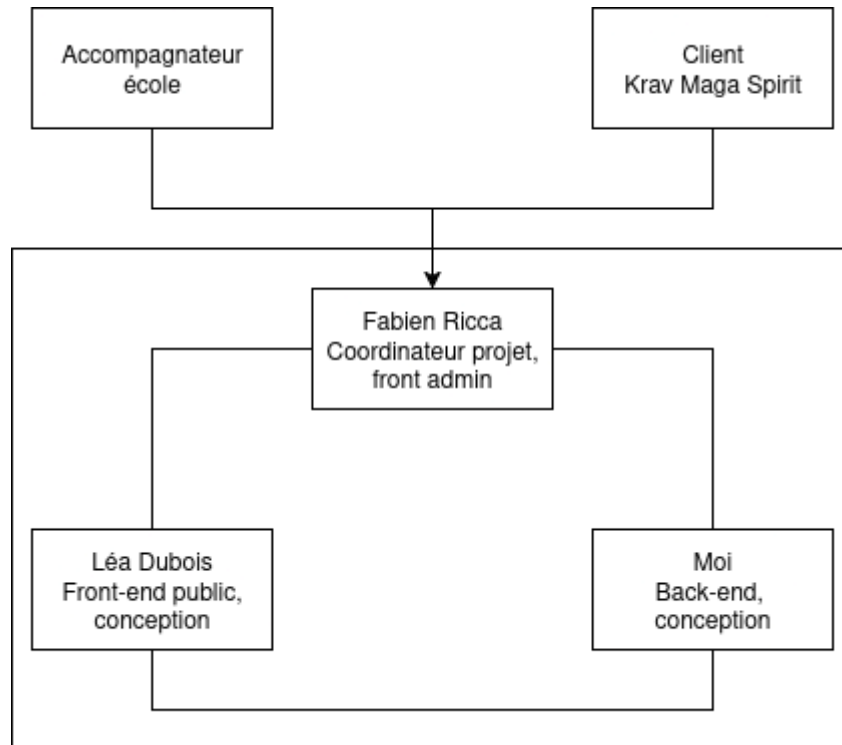 Accompagnateur
école
Client
Krav Maga Spirit
Fabien Ricca
Coordinateur projet,
front admin
Léa Dubois
Front-end public,
conception
Moi
Back-end,
conception